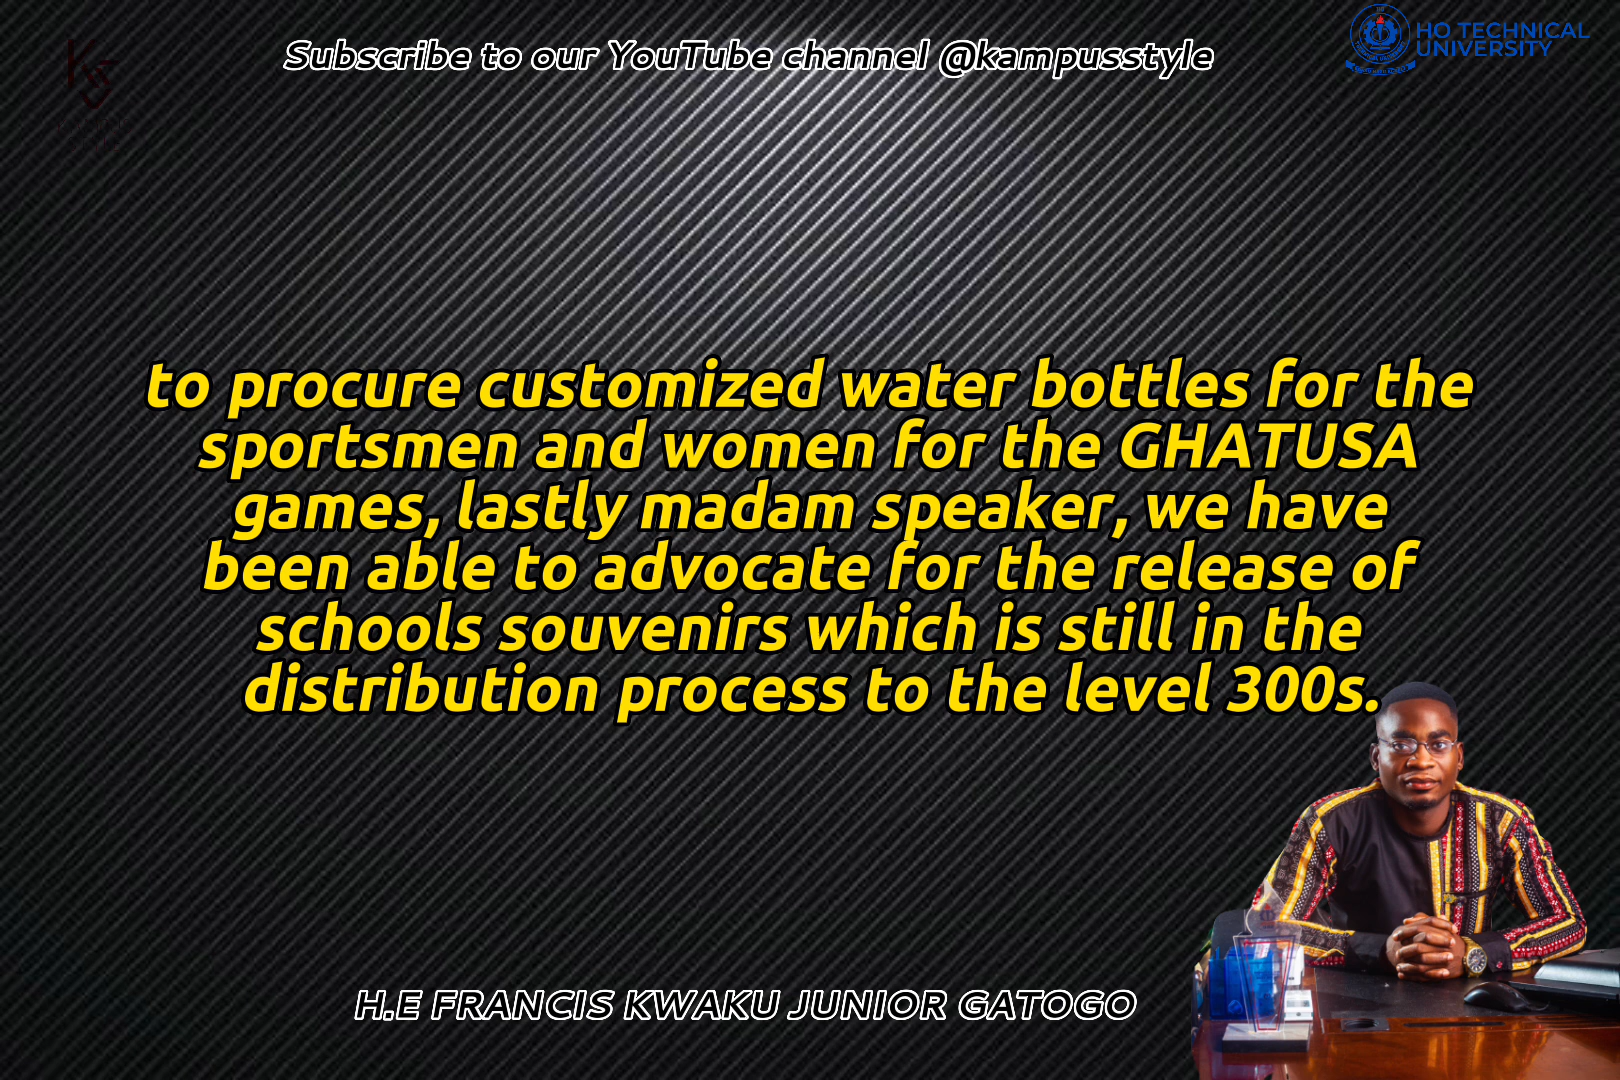 Subscribe to our YouTube channel @kampusstyle
HO TECHNICAL
UNIVERSITY
to procure customized water bottles for the
sportsmen and women for the GHATUSA
games, lastly madam speaker, we have
been able to advocate for the release of
schools souvenirs which is still in the
distribution process to the level 300s.
H.E FRANCIS KWAKU JUNIOR GATOGO